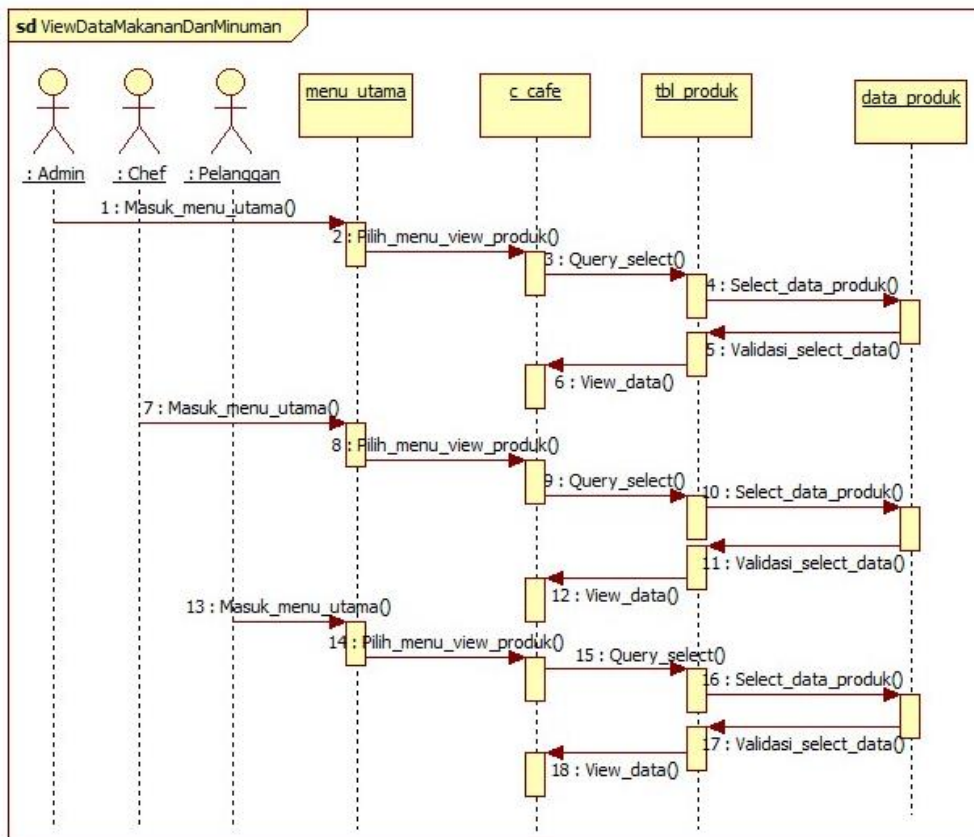 sd ViewDataMakananDanMinuman
menu_utama
c_cafe
tbl_produk
data_produk
: Admin
: Chef
: Pelanggan
1 : Masuk_menu_utama()
2 : Pilih_menu_view_produk()
3 : Query_select()
4 : Select_data_produk()
5 : Validasi_select_data()
6 : View_data()
7 : Masuk_menu_utama()
8 : Pilih_menu_view_produk()
9 : Query_select()
10 : Select_data_produk()
11 : Validasi_select_data()
12 : View_data()
13 : Masuk_menu_utama()
14 : Pilih_menu_view_produk()
15 : Query_select()
16 : Select_data_produk()
17 : Validasi_select_data()
18 : View_data()